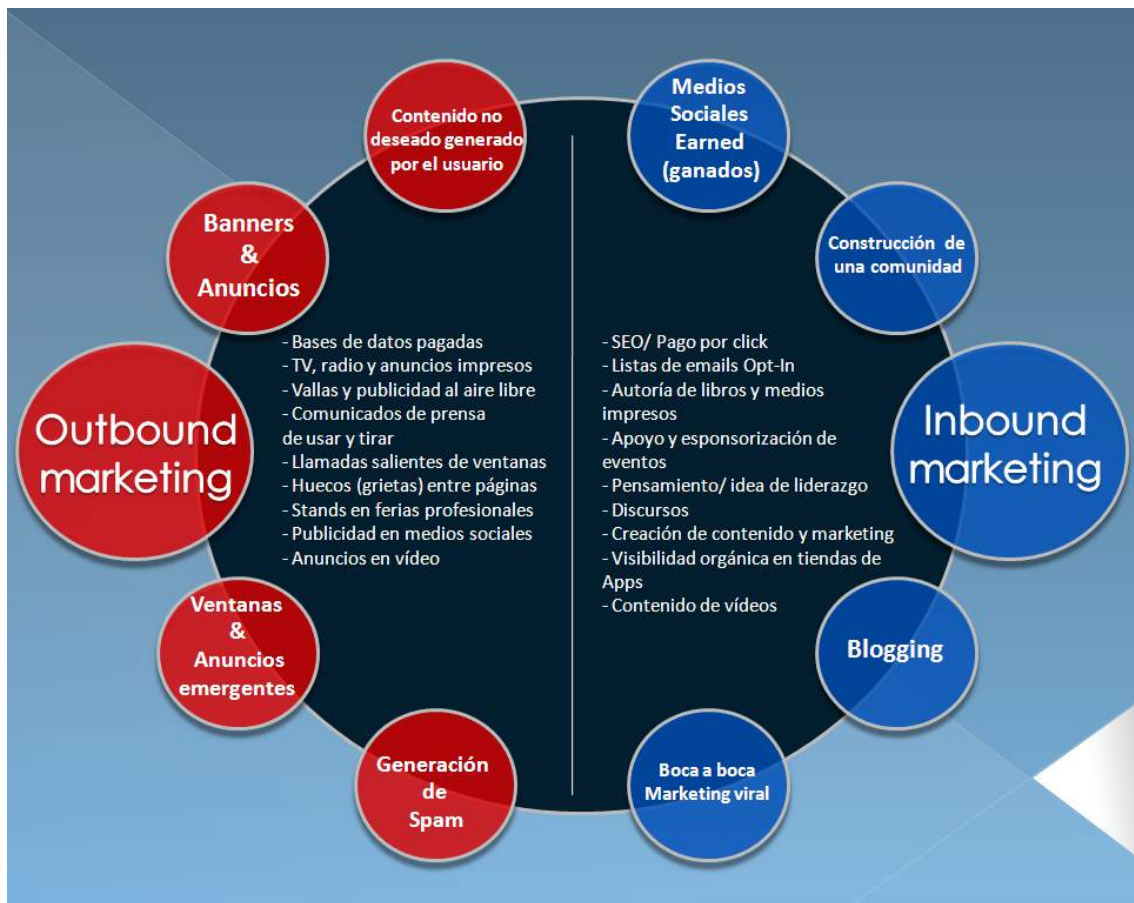 Contenido no
deseado generado
por el usuario
Banners
&
Anuncios
Outbound
marketing
Ventanas
&
Anuncios
emergentes
Generación
de
Spam
- Bases de datos pagadas
- TV, radio y anuncios impresos
- Vallas y publicidad al aire libre
- Comunicados de prensa
de usar y tirar
- Llamadas salientes de ventanas
- Huecos (grietas) entre páginas
- Stands en ferias profesionales
- Publicidad en medios sociales
- Anuncios en vídeo
- SEO/ Pago por click
- Listas de emails Opt-In
- Autoría de libros y medios
impresos
- Apoyo y esponsorización de
eventos
- Pensamiento/ idea de liderazgo
- Discursos
- Creación de contenido y marketing
- Visibilidad orgánica en tiendas de
Apps
- Contenido de vídeos
Medios
Sociales
Earned
(ganados)
Construcción de
una comunidad
Inbound
marketing
Blogging
Boca a boca
Marketing viral